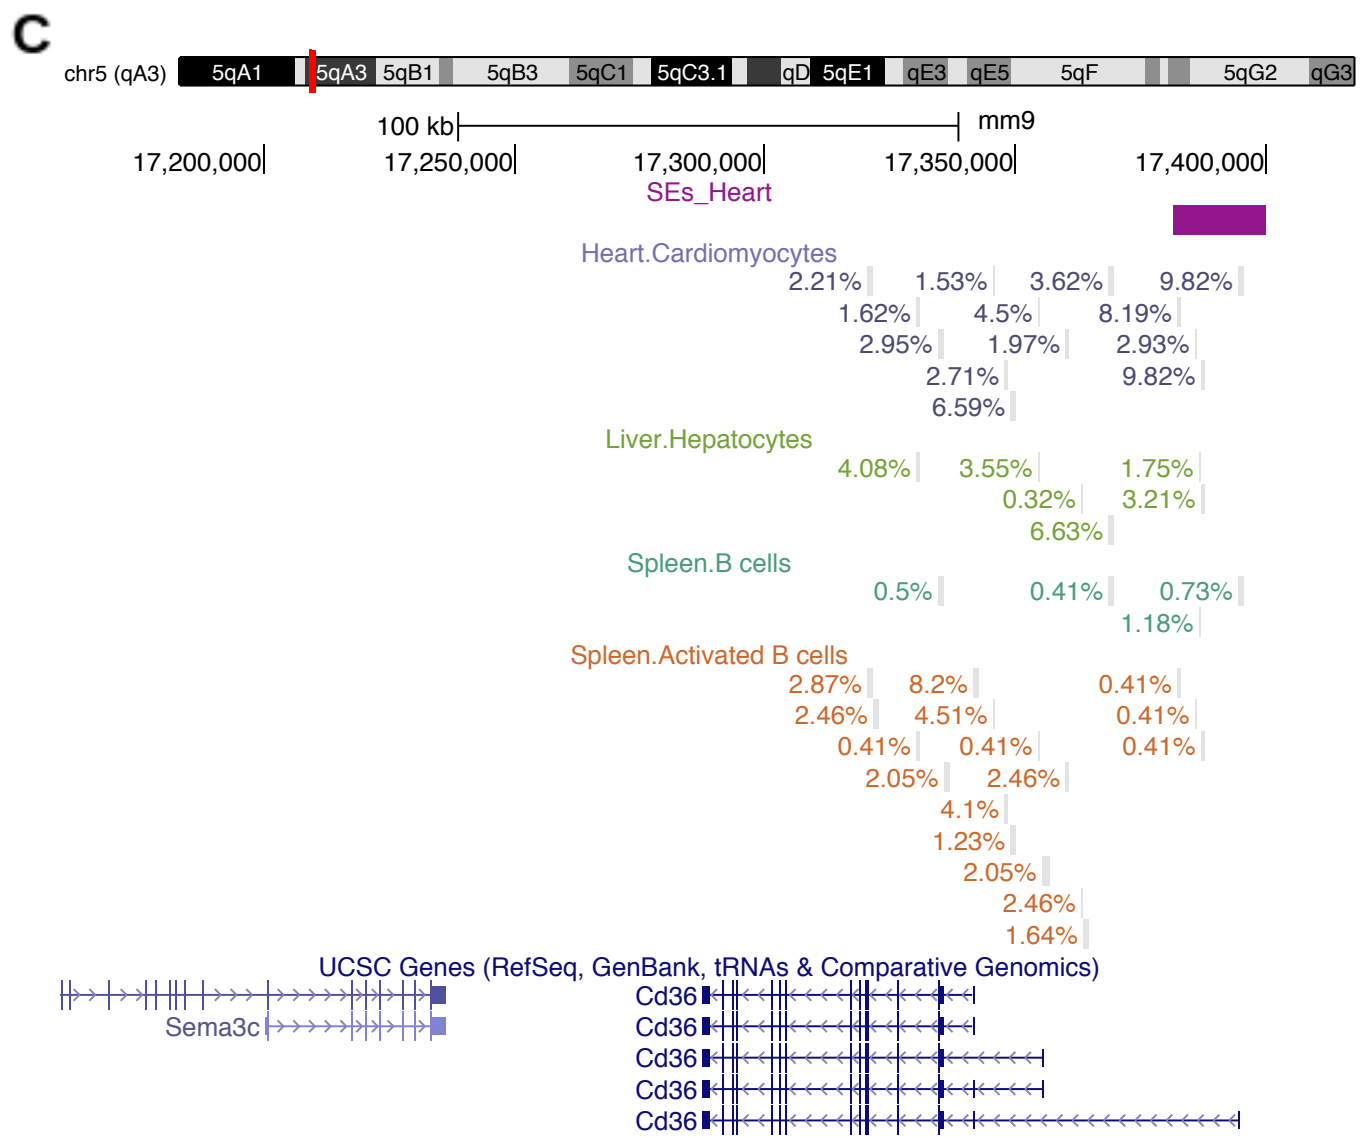 C
chr5 (qA3) 5qA1 5qA3 5qB1 5qB3 5qC1 5qC3.1 qD 5qE1 qE3 qE5 5qF 5qG2 qG3
100 kb mm9
17,200,000 17,250,000 17,300,000 17,350,000 17,400,000
SEs_Heart
Heart.Cardiomyocytes
2.21% 1.53% 3.62% 9.82%
1.62% 4.5% 8.19%
2.95% 1.97% 2.93%
2.71% 9.82%
6.59%
Liver.Hepatocytes
4.08% 3.55% 1.75%
0.32% 3.21%
6.63%
Spleen.B cells
0.5% 0.41% 0.73%
1.18%
Spleen.Activated B cells
2.87% 8.2% 0.41%
2.46% 4.51% 0.41%
0.41% 0.41% 0.41%
2.05% 2.46%
4.1%
1.23%
2.05%
2.46%
1.64%
UCSC Genes (RefSeq, GenBank, tRNAs & Comparative Genomics)
Cd36
Sema3c Cd36
Cd36
Cd36
Cd36